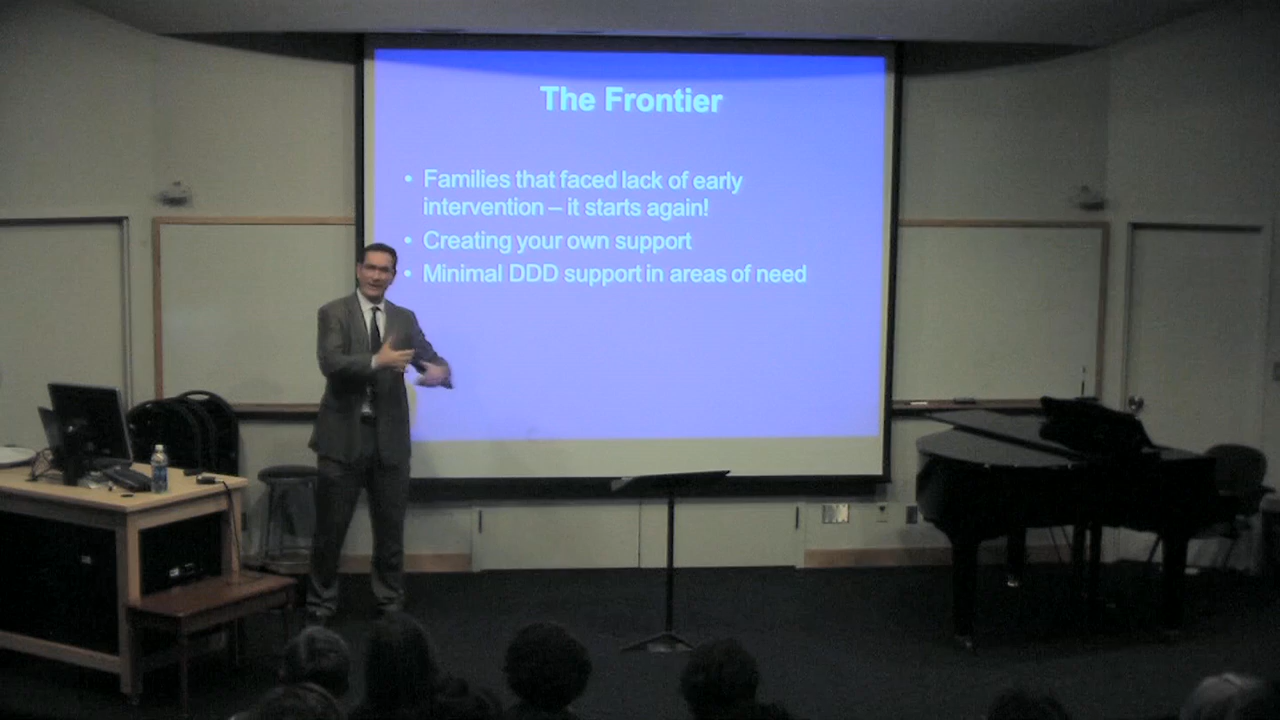 The Frontier
• Families that faced lack of early
intervention – it starts again!
• Creating your own support
• Minimal DDD support in areas of need